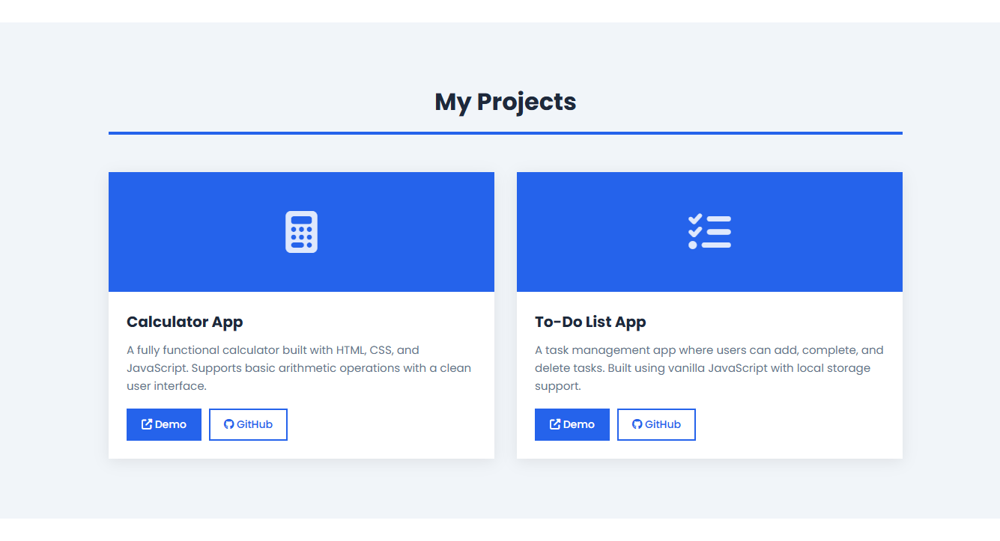 My Projects
Calculator App
A fully functional calculator built with HTML, CSS, and
JavaScript. Supports basic arithmetic operations with a clean
user interface.
Demo
GitHub
To-Do List App
A task management app where users can add, complete, and
delete tasks. Built using vanilla JavaScript with local storage
support.
Demo
GitHub